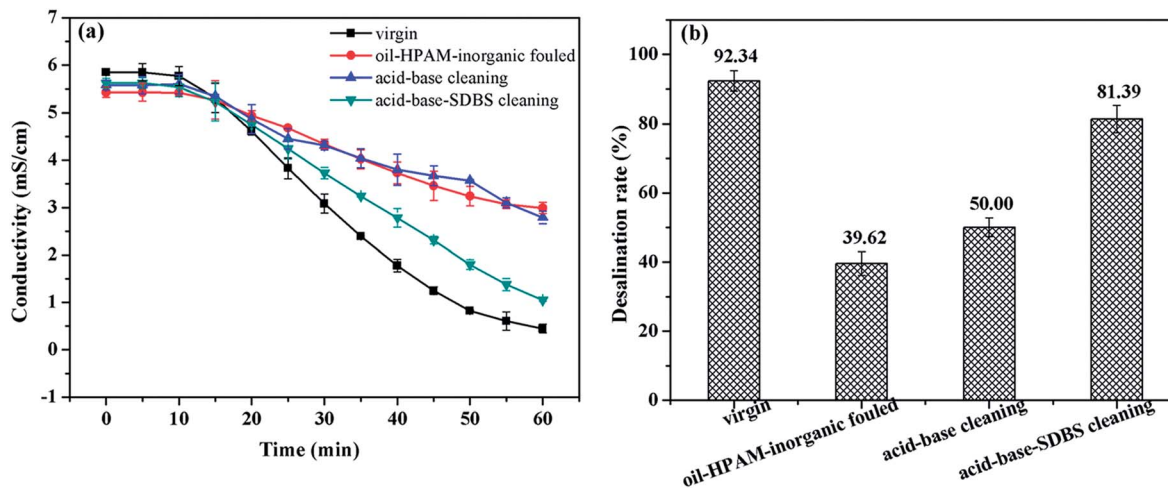 (a)
virgin
oil-HPAM-inorganic fouled
acid-base cleaning
acid-base-SDBS cleaning
Conductivity (mS/cm)
7
6
5
4
3
2
1
0
-1
0 10 20 30 40 50 60
Time (min)
(b)
Desalination rate (%)
100
80
60
40
20
0
92.34
39.62
50.00
81.39
virgin
oil-HPAM-inorganic fouled
acid-base cleaning
acid-base-SDBS cleaning